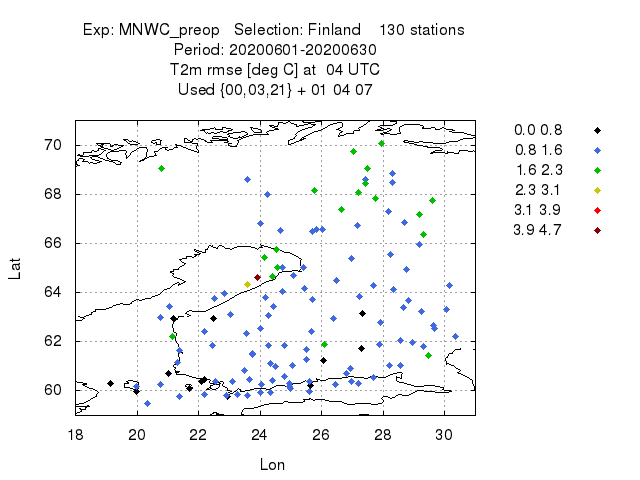 Exp: MNWC_preop   Selection: Finland    130 stations
Period: 20200601-20200630
T2m rmse [deg C] at  04 UTC
Used {00,03,21} + 01 04 07
0.0 0.8
0.8 1.6
1.6 2.3
2.3 3.1
3.1 3.9
3.9 4.7
70
68
66
64
62
60
Lat
18 20 22 24 26 28 30
Lon